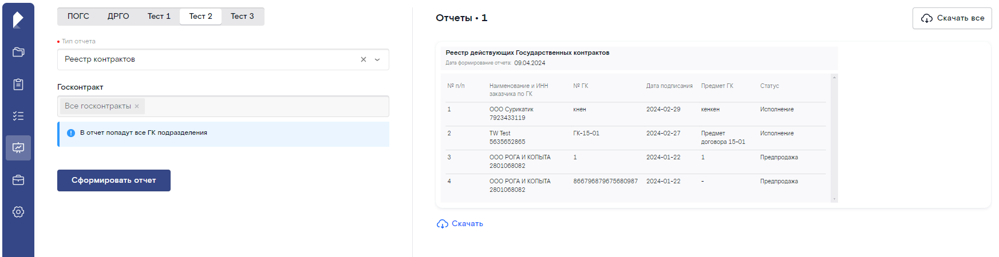 ПОГС ДРГО Тест 1 Тест 2 Тест 3
Тип отчета
Реестр контрактов
Госконтракт
Все госконтракты
В отчет попадут все ГК подразделения
Сформировать отчет
Отчеты • 1
Скачать все
Реестр действующих Государственных контрактов
Дата формирование отчета: 09.04.2024
№ п/п Наименование и ИНН заказчика по ГК № ГК Дата подписания Предмет ГК Статус
1 ООО Сурикатик 7923433119 кнен 2024-02-29 кенкен Исполнение
2 TW Test 5635652865 ГК-15-01 2024-02-27 Предмет договора 15-01 Исполнение
3 ООО РОГА И КОПЫТА 2801068082 1 2024-01-22 1 Предпродажа
4 ООО РОГА И КОПЫТА 2801068082 866796879675680987 2024-01-22 - Предпродажа
Скачать